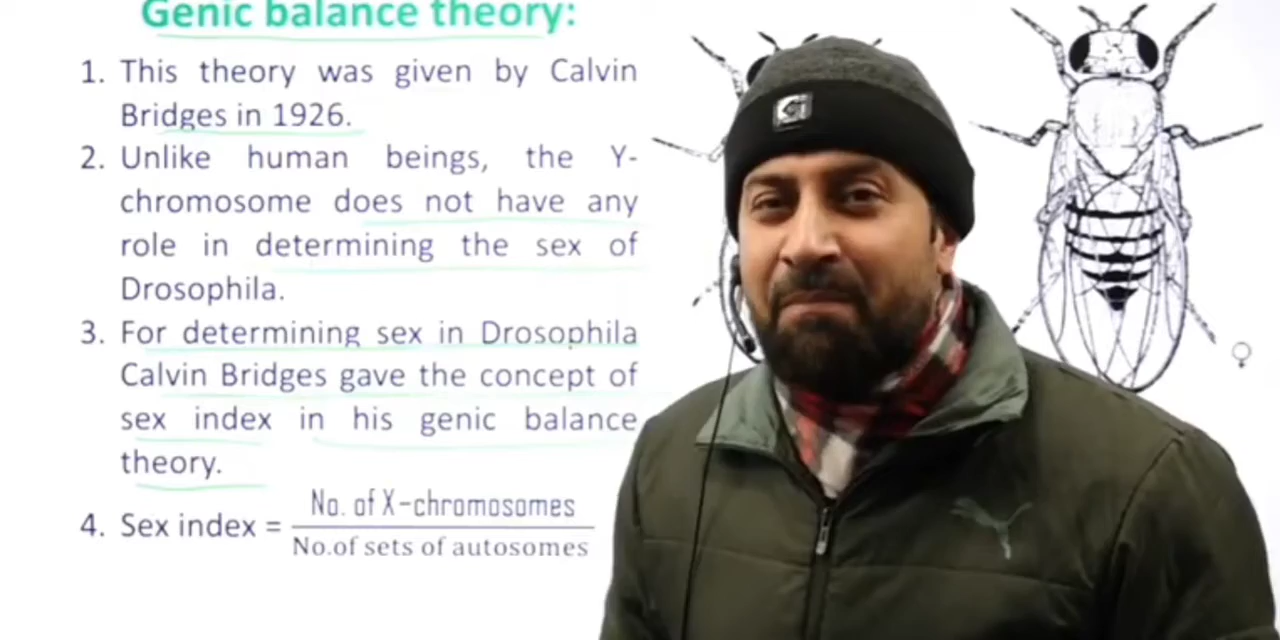 Genic balance theory:
1. This theory was given by Calvin
Bridges in 1926.
2. Unlike human beings, the Y-
chromosome does not have any
role in determining the sex of
Drosophila.
3. For determining sex in Drosophila
Calvin Bridges gave the concept of
sex index in his genic balance
theory.
4. Sex index = No. of X-chromosomes
No.of sets of autosomes
♀